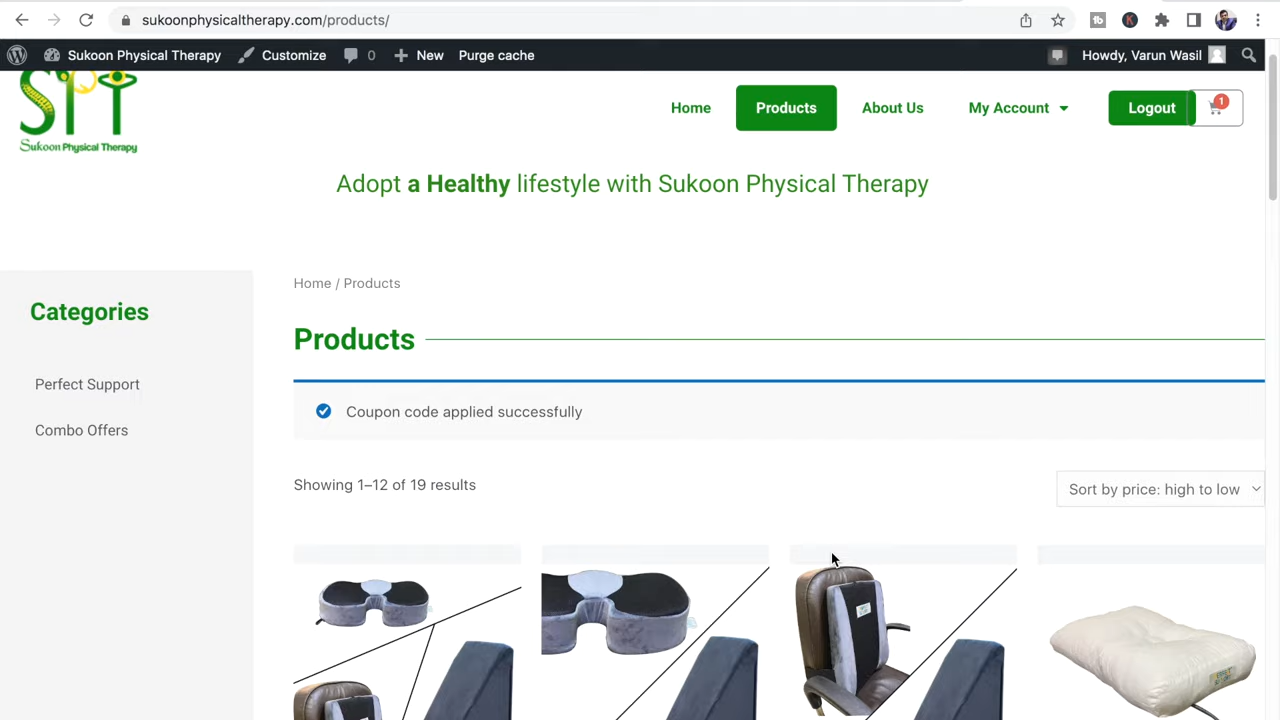 sukoonphysicaltherapy.com/products/
Sukoon Physical Therapy Customize 0 New Purge cache Howdy, Varun Wasil
SPT
Sukoon Physical Therapy
Home Products About Us My Account Logout 1
Adopt a Healthy lifestyle with Sukoon Physical Therapy
Home / Products
Categories
Products
Perfect Support
Coupon code applied successfully
Combo Offers
Showing 1–12 of 19 results
Sort by price: high to low